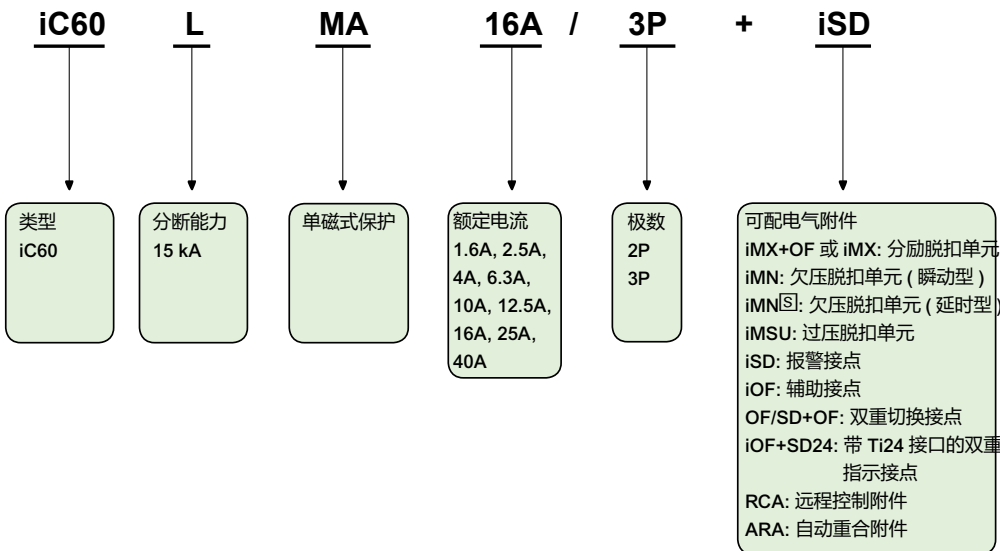 iC60 L MA 16A / 3P + iSD
类型
iC60
分断能力
15 kA
单磁式保护
额定电流
1.6A, 2.5A,
4A, 6.3A,
10A, 12.5A,
16A, 25A,
40A
极数
2P
3P
可配电气附件
iMX+OF 或 iMX: 分励脱扣单元
iMN: 欠压脱扣单元 ( 瞬动型 )
iMN[S]: 欠压脱扣单元 ( 延时型 )
iMSU: 过压脱扣单元
iSD: 报警接点
iOF: 辅助接点
OF/SD+OF: 双重切换接点
iOF+SD24: 带 Ti24 接口的双重
指示接点
RCA: 远程控制附件
ARA: 自动重合附件